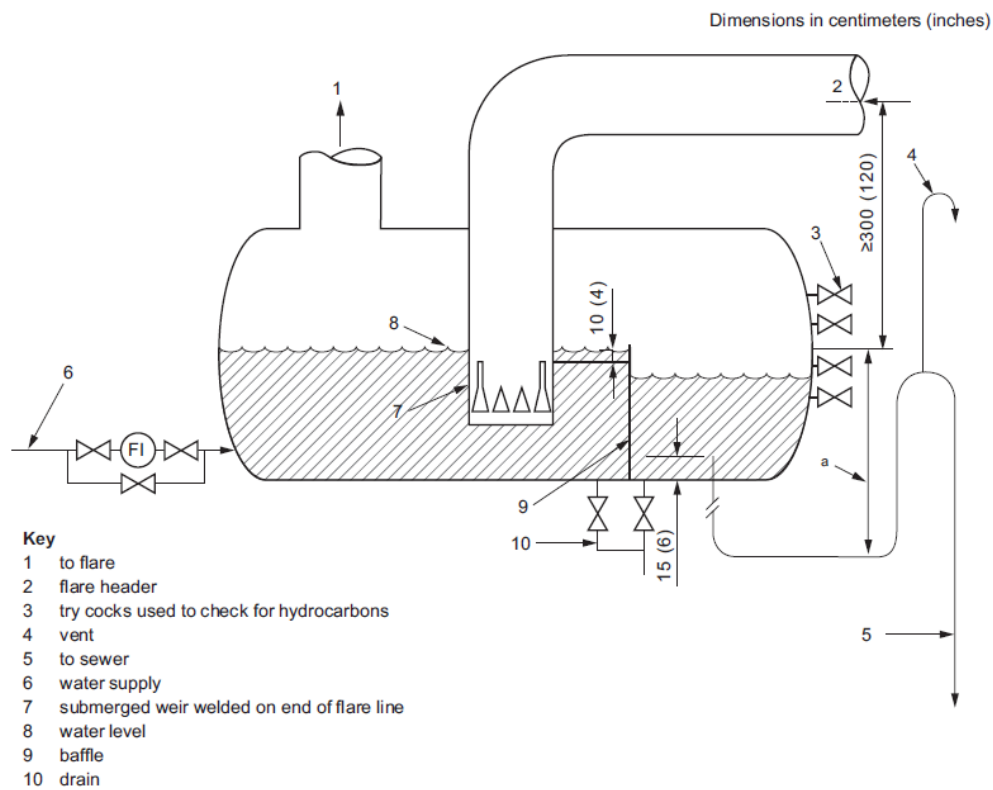 Dimensions in centimeters (inches)
1
2
4
≥300 (120)
3
10 (4)
8
6
7
FI
a
9
10
15 (6)
5
Key
1 to flare
2 flare header
3 try cocks used to check for hydrocarbons
4 vent
5 to sewer
6 water supply
7 submerged weir welded on end of flare line
8 water level
9 baffle
10 drain